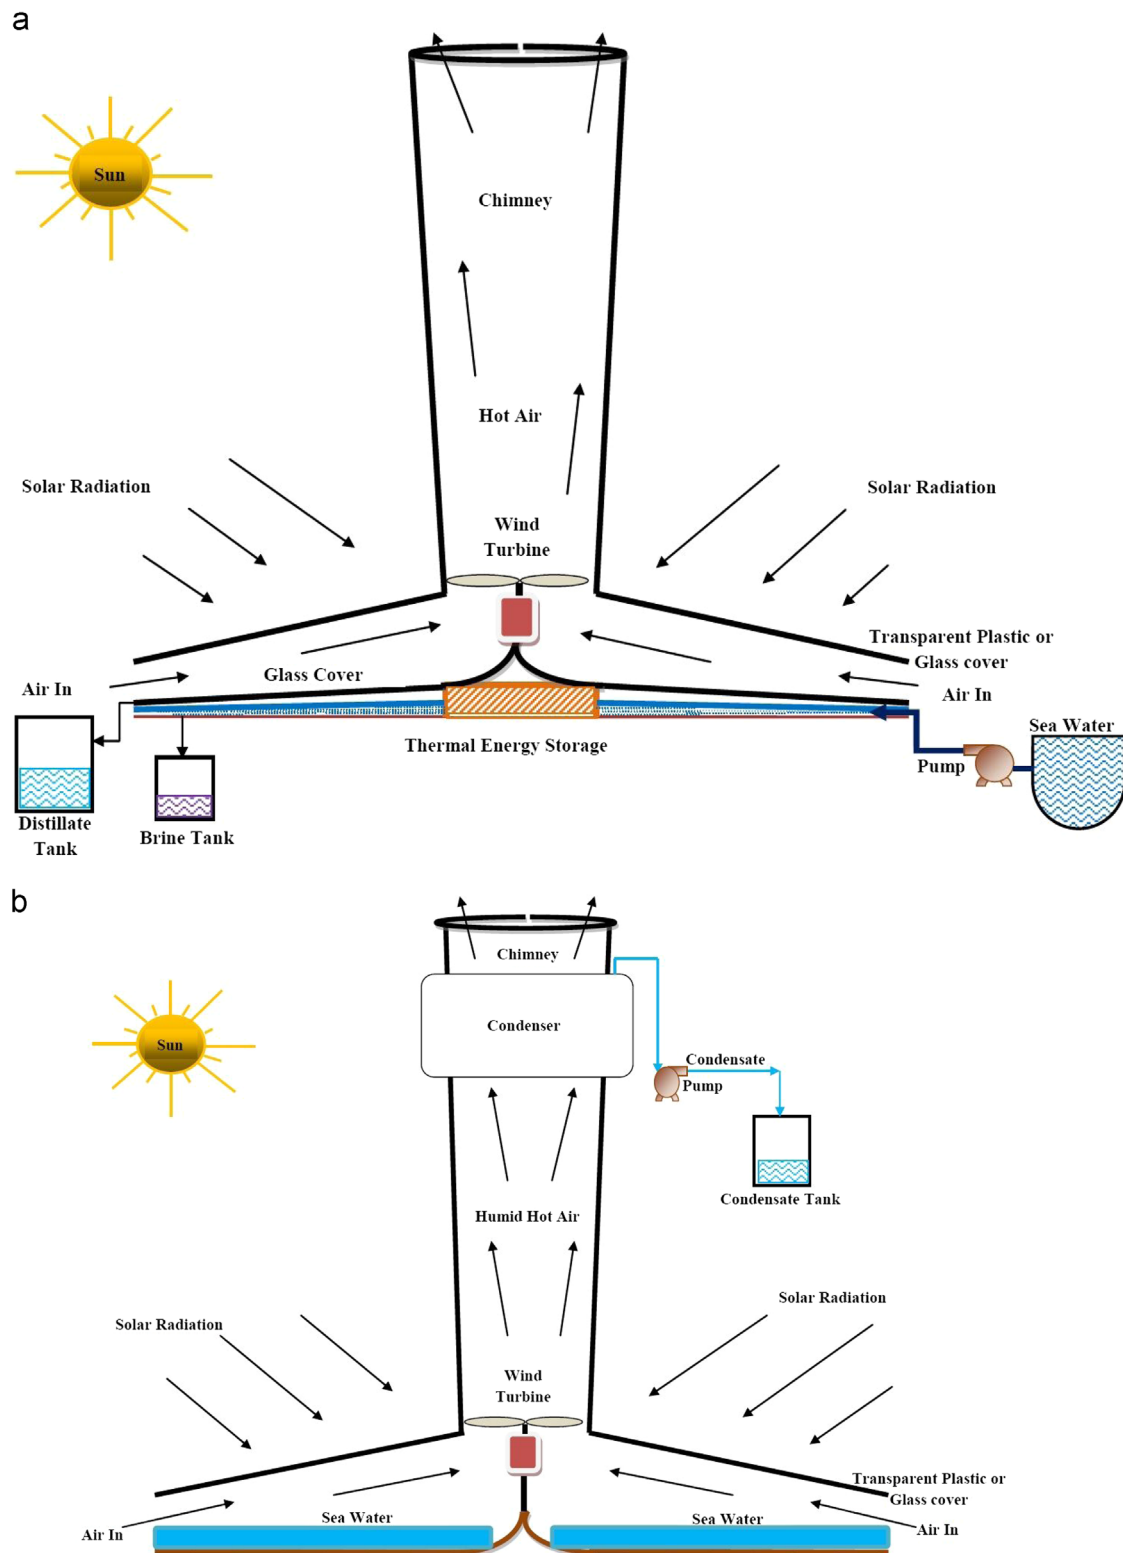 a
Sun
Chimney
Hot Air
Solar Radiation
Solar Radiation
Wind
Turbine
Transparent Plastic or
Glass cover
Glass Cover
Air In
Air In
Sea Water
Thermal Energy Storage
Pump
Distillate
Tank
Brine Tank
b
Chimney
Condenser
Sun
Condensate
Pump
Condensate Tank
Humid Hot Air
Solar Radiation
Solar Radiation
Wind
Turbine
Transparent Plastic or
Glass cover
Sea Water
Sea Water
Air In
Air In